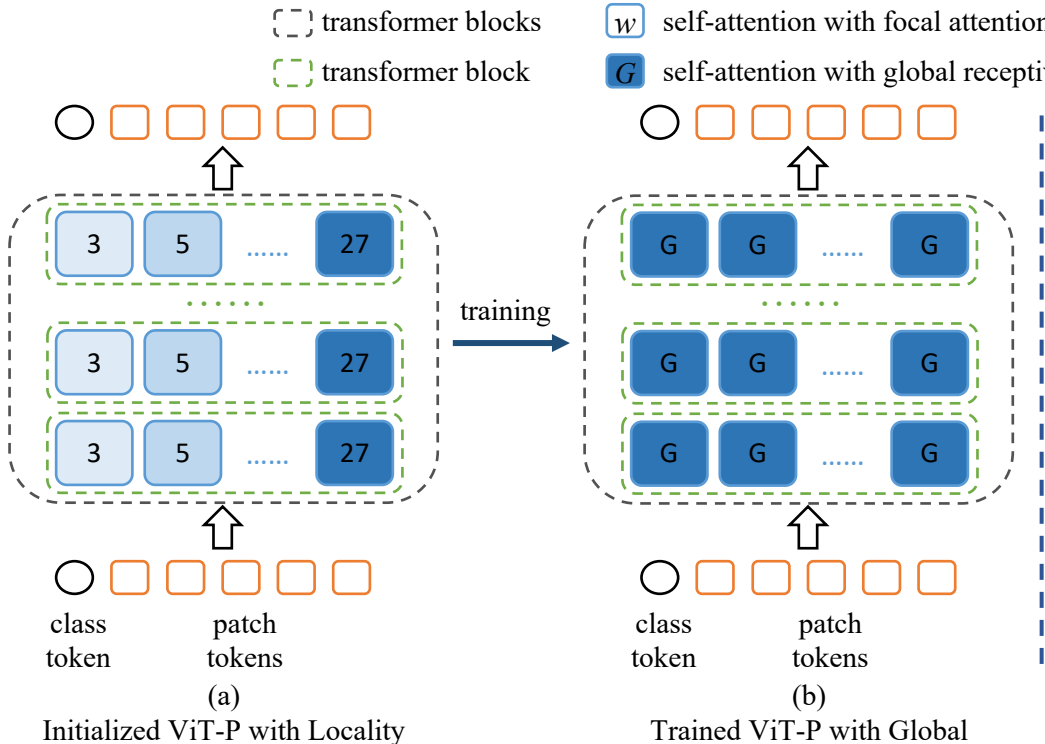 transformer blocks
w self-attention with focal attention
transformer block
G self-attention with global
3 5 ...... 27
G G ...... G
.......
.......
training
3 5 ...... 27
G G ...... G
3 5 ...... 27
G G ...... G
class token
patch tokens
class token
patch tokens
(a)
(b)
Initialized ViT-P with Locality
Trained ViT-P with Global